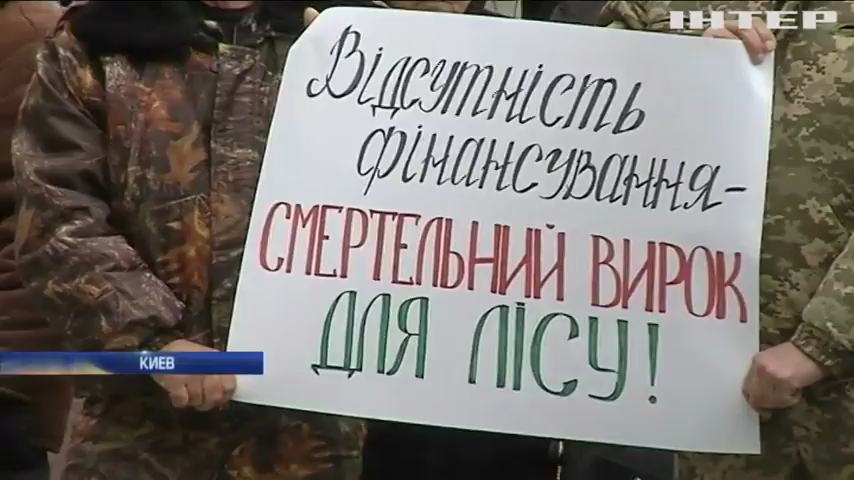 ІНТЕР
Відсутність
фінансування-
СМЕРТЕЛЬНИЙ ВИРОК
ДЛЯ ЛІСУ!
КИЕВ